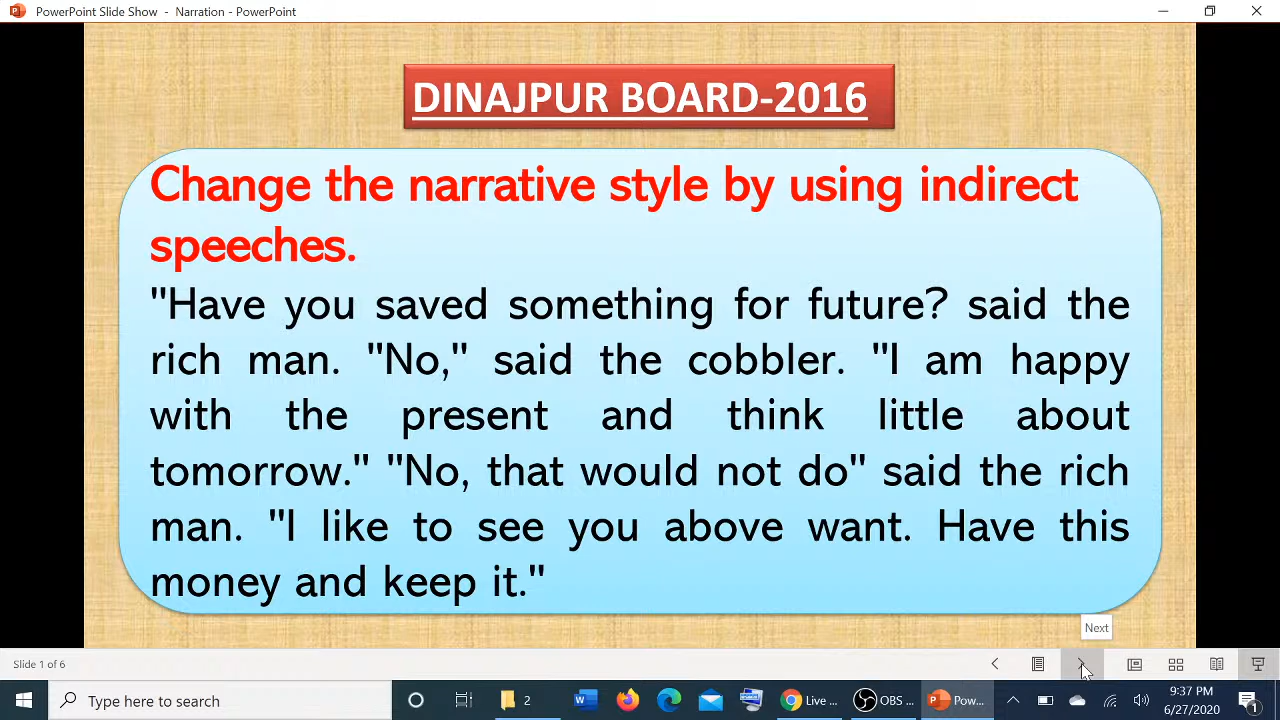 PowerPoint Slide Show - Narration - PowerPoint
DINAJPUR BOARD-2016
Change the narrative style by using indirect
speeches.
"Have you saved something for future? said the
rich man. "No," said the cobbler. "I am happy
with the present and think little about
tomorrow." "No, that would not do" said the rich
man. "I like to see you above want. Have this
money and keep it."
Next
Slide 1 of 6
Type here to search
2
Live ...
OBS ...
Pow...
9:37 PM
6/27/2020
1